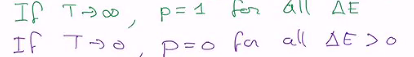 If T→∞, p=1 for all ΔE
If T→0, p=0 for all ΔE > 0